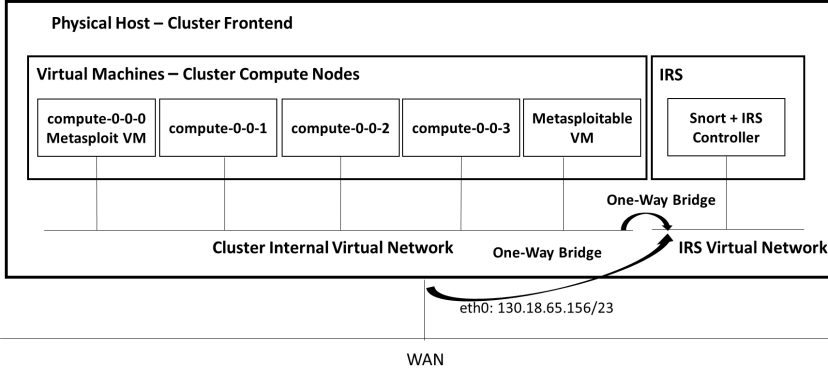 Physical Host – Cluster Frontend
Virtual Machines – Cluster Compute Nodes
IRS
compute-0-0-0
Metasploit VM
compute-0-0-1
compute-0-0-2
compute-0-0-3
Metasploitable
VM
Snort + IRS
Controller
One-Way Bridge
Cluster Internal Virtual Network
One-Way Bridge
IRS Virtual Network
eth0: 130.18.65.156/23
WAN